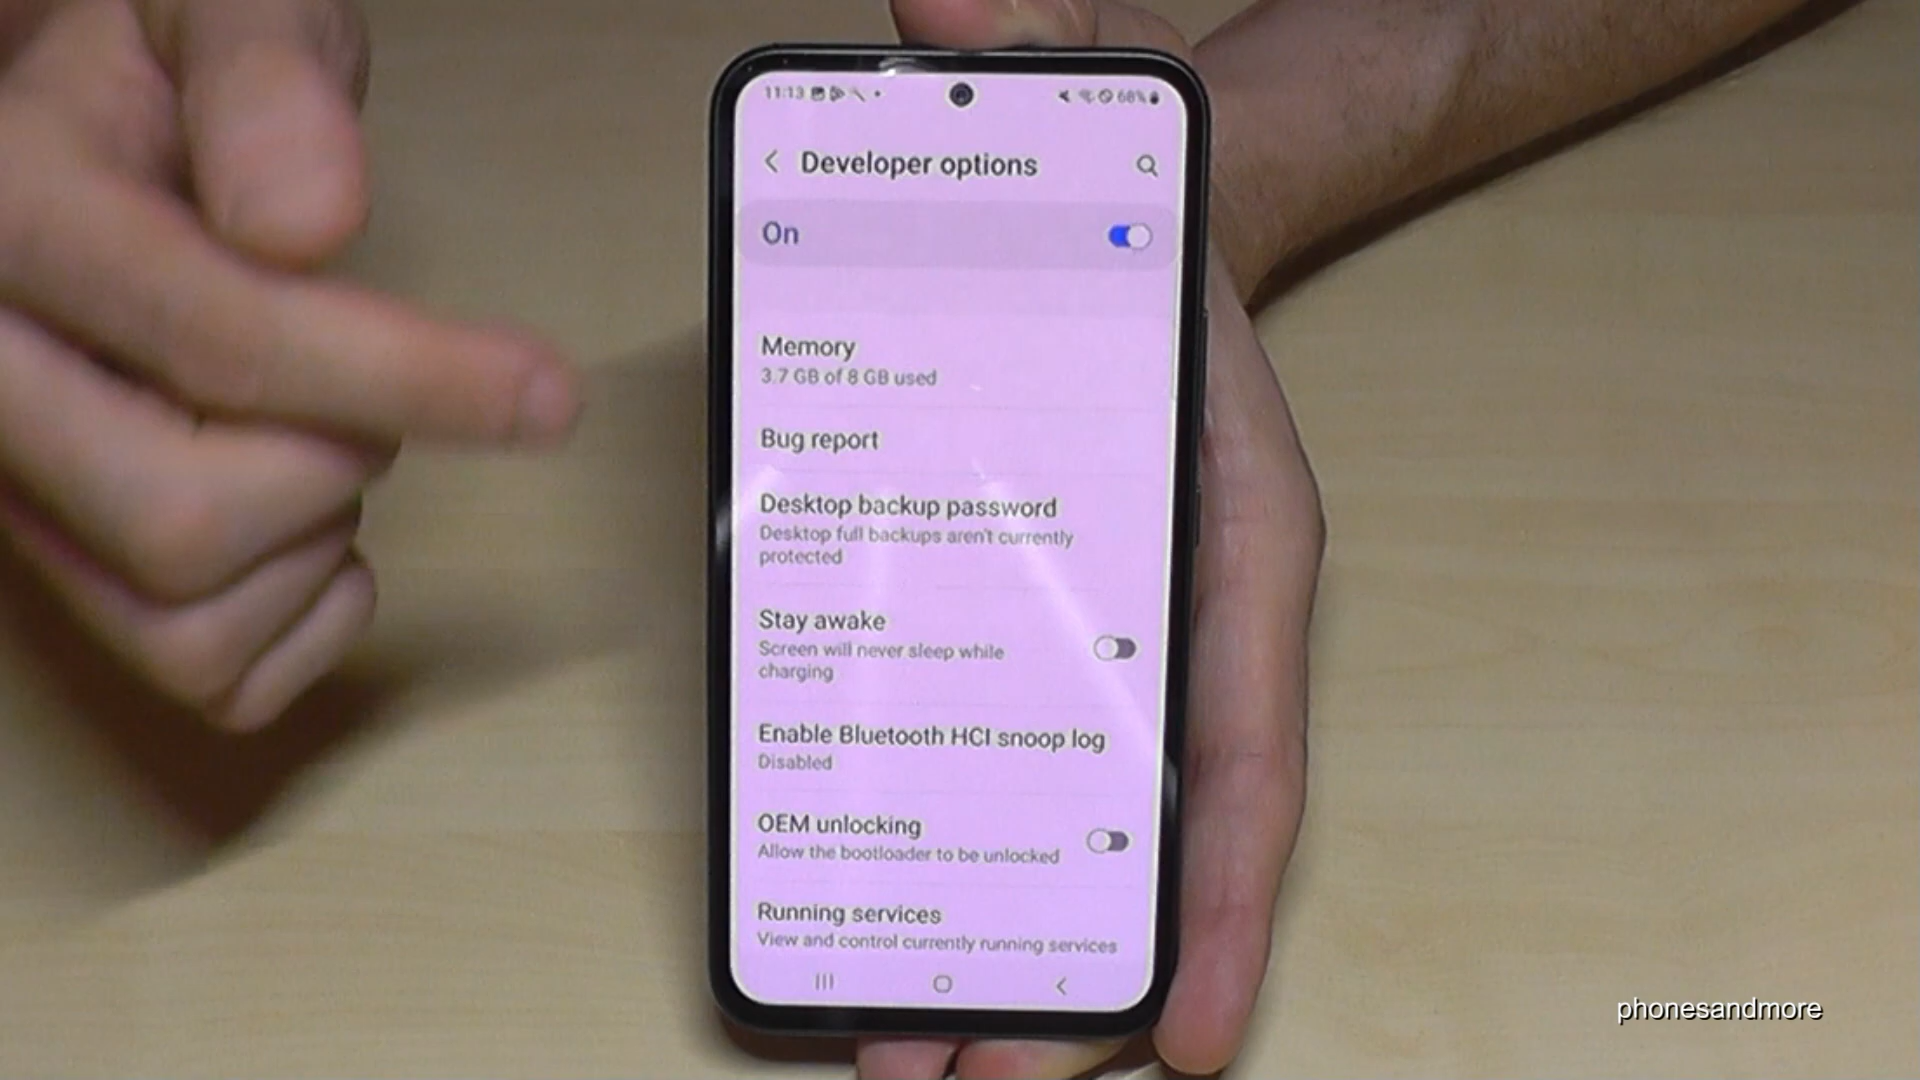 11:13
68%
Developer options
On
Memory
3.7 GB of 8 GB used
Bug report
Desktop backup password
Desktop full backups aren't currently
protected
Stay awake
Screen will never sleep while
charging
Enable Bluetooth HCI snoop log
Disabled
OEM unlocking
Allow the bootloader to be unlocked
Running services
View and control currently running services
phonesandmore